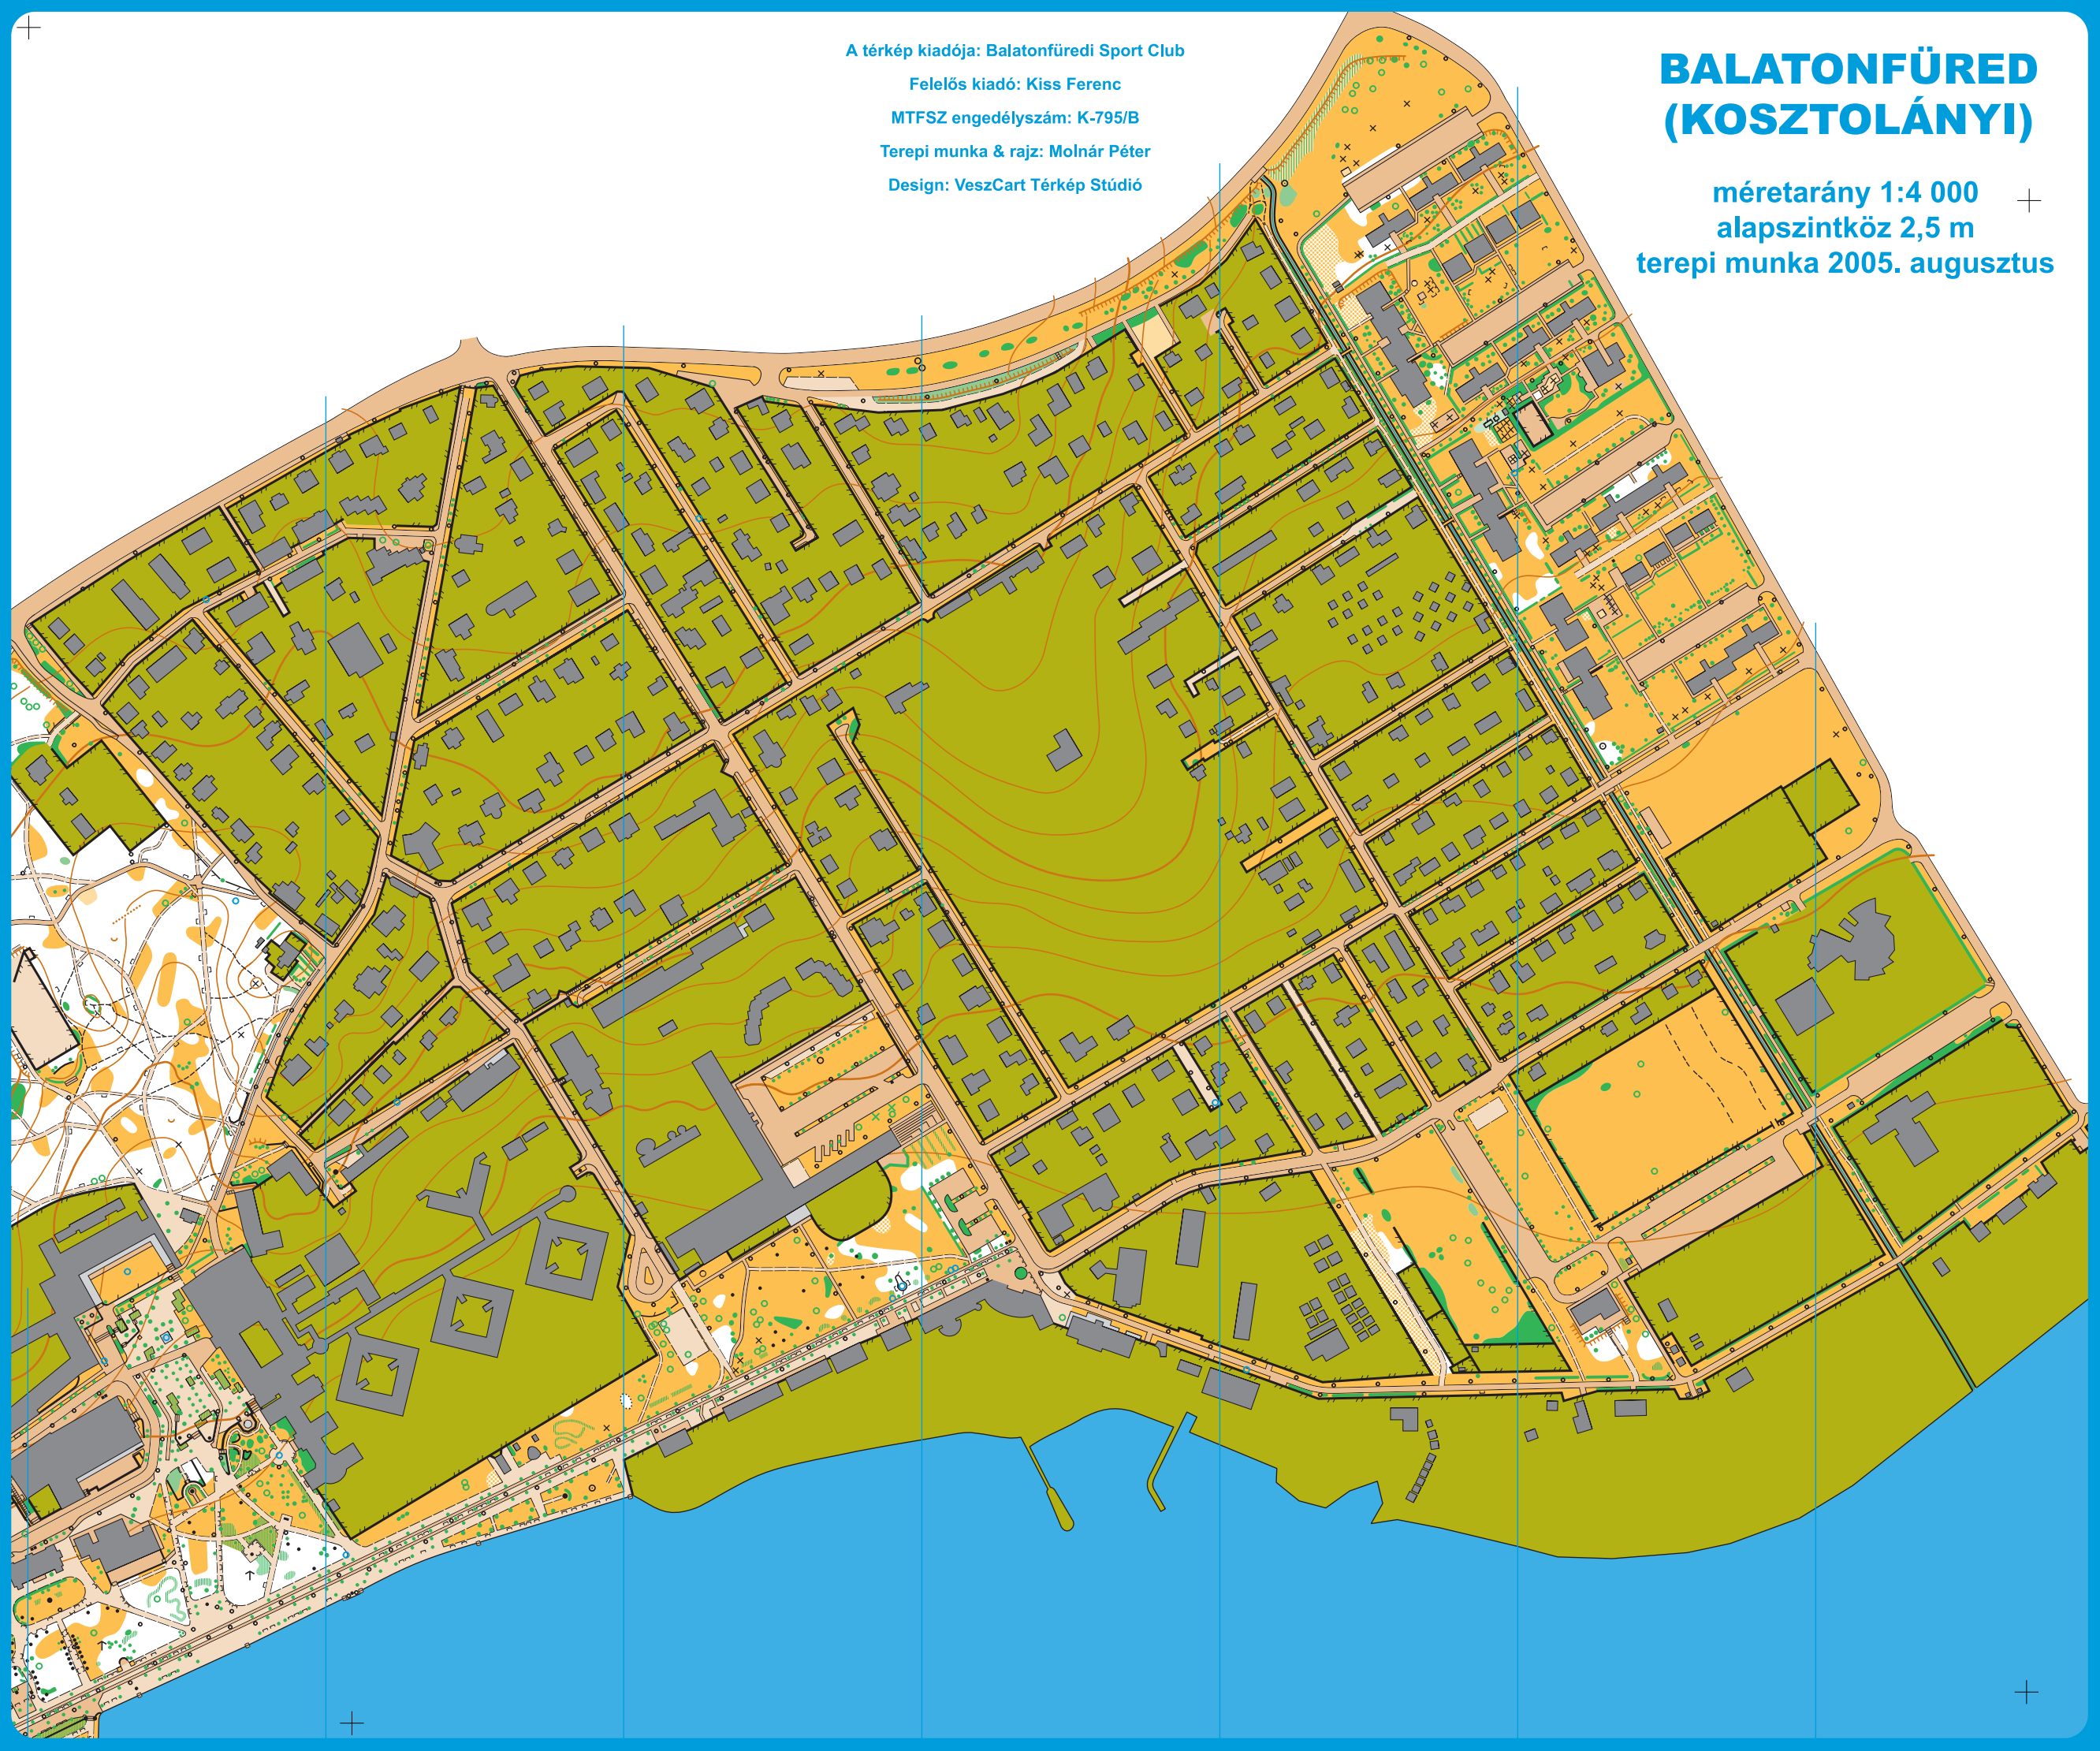 A térkép kiadója: Balatonfüredi Sport Club
Felelős kiadó: Kiss Ferenc
MTFSZ engedélyszám: K-795/B
Terepi munka & rajz: Molnár Péter
Design: VeszCart Térkép Stúdió
BALATONFÜRED
(KOSZTOLÁNYI)
méretarány 1:4 000
alapszintköz 2,5 m
terepi munka 2005. augusztus